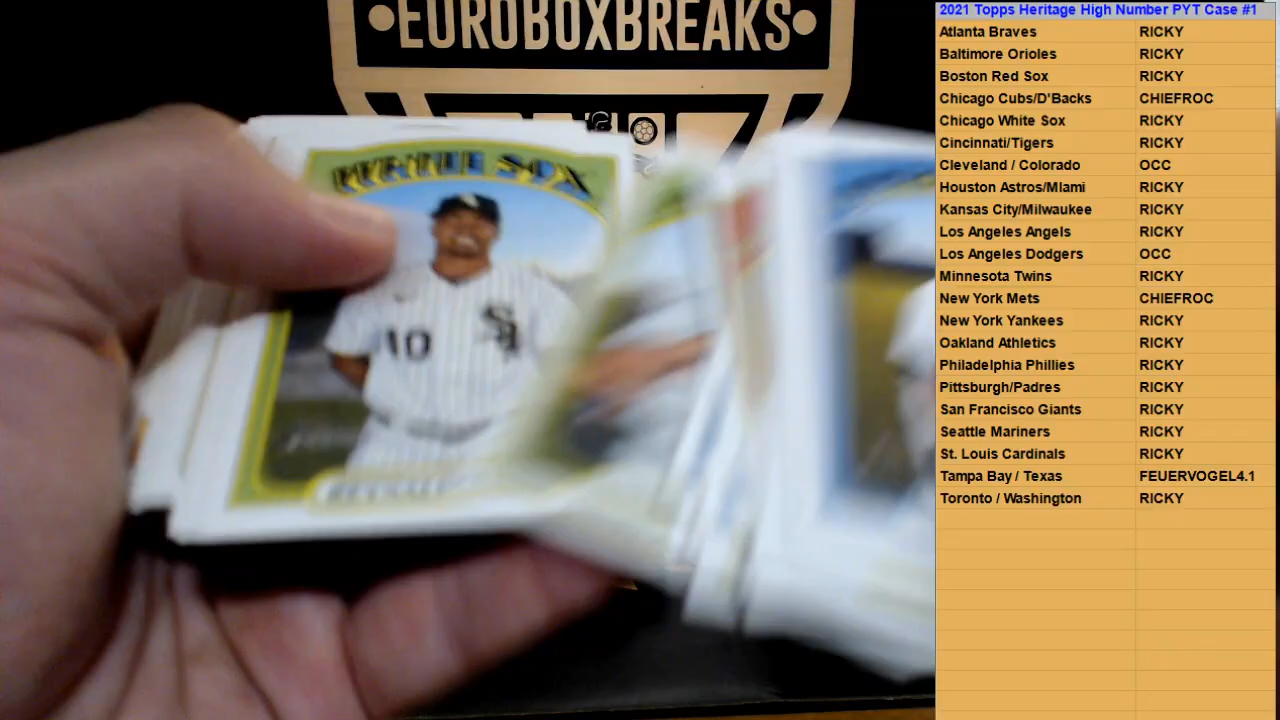 EUROBOXBREAKS
WHITE SOX
10
2021 Topps Heritage High Number PYT Case #1
Atlanta Braves RICKY
Baltimore Orioles RICKY
Boston Red Sox RICKY
Chicago Cubs/D'Backs CHIEFROC
Chicago White Sox RICKY
Cincinnati/Tigers RICKY
Cleveland / Colorado OCC
Houston Astros/MIami RICKY
Kansas City/Milwaukee RICKY
Los Angeles Angels RICKY
Los Angeles Dodgers OCC
Minnesota Twins RICKY
New York Mets CHIEFROC
New York Yankees RICKY
Oakland Athletics RICKY
Philadelphia Phillies RICKY
Pittsburgh/Padres RICKY
San Francisco Giants RICKY
Seattle Mariners RICKY
St. Louis Cardinals RICKY
Tampa Bay / Texas FEUERVOGEL4.1
Toronto / Washington RICKY